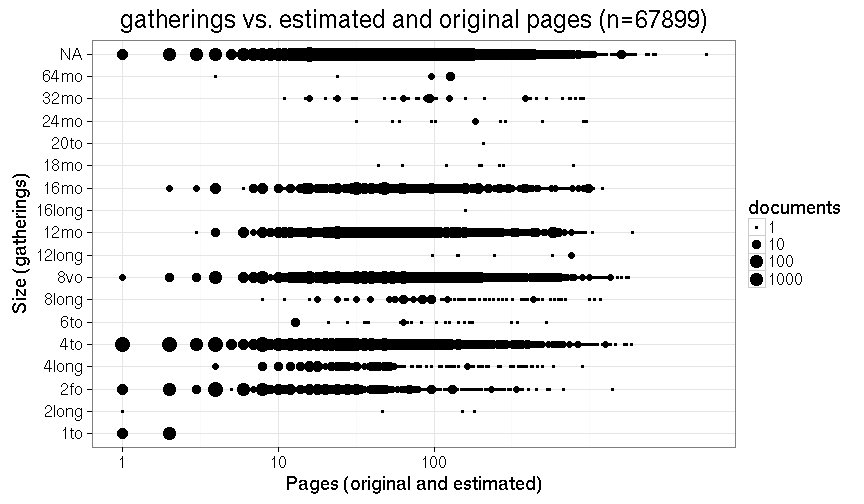 gatherings vs. estimated and original pages (n=67899)
NA
64mo
32mo
24mo
20to
18mo
16mo
16long
12mo
12long
8vo
8long
6to
4to
4long
2fo
2long
1to
Size (gatherings)
1 10 100
Pages (original and estimated)
documents
1
10
100
1000